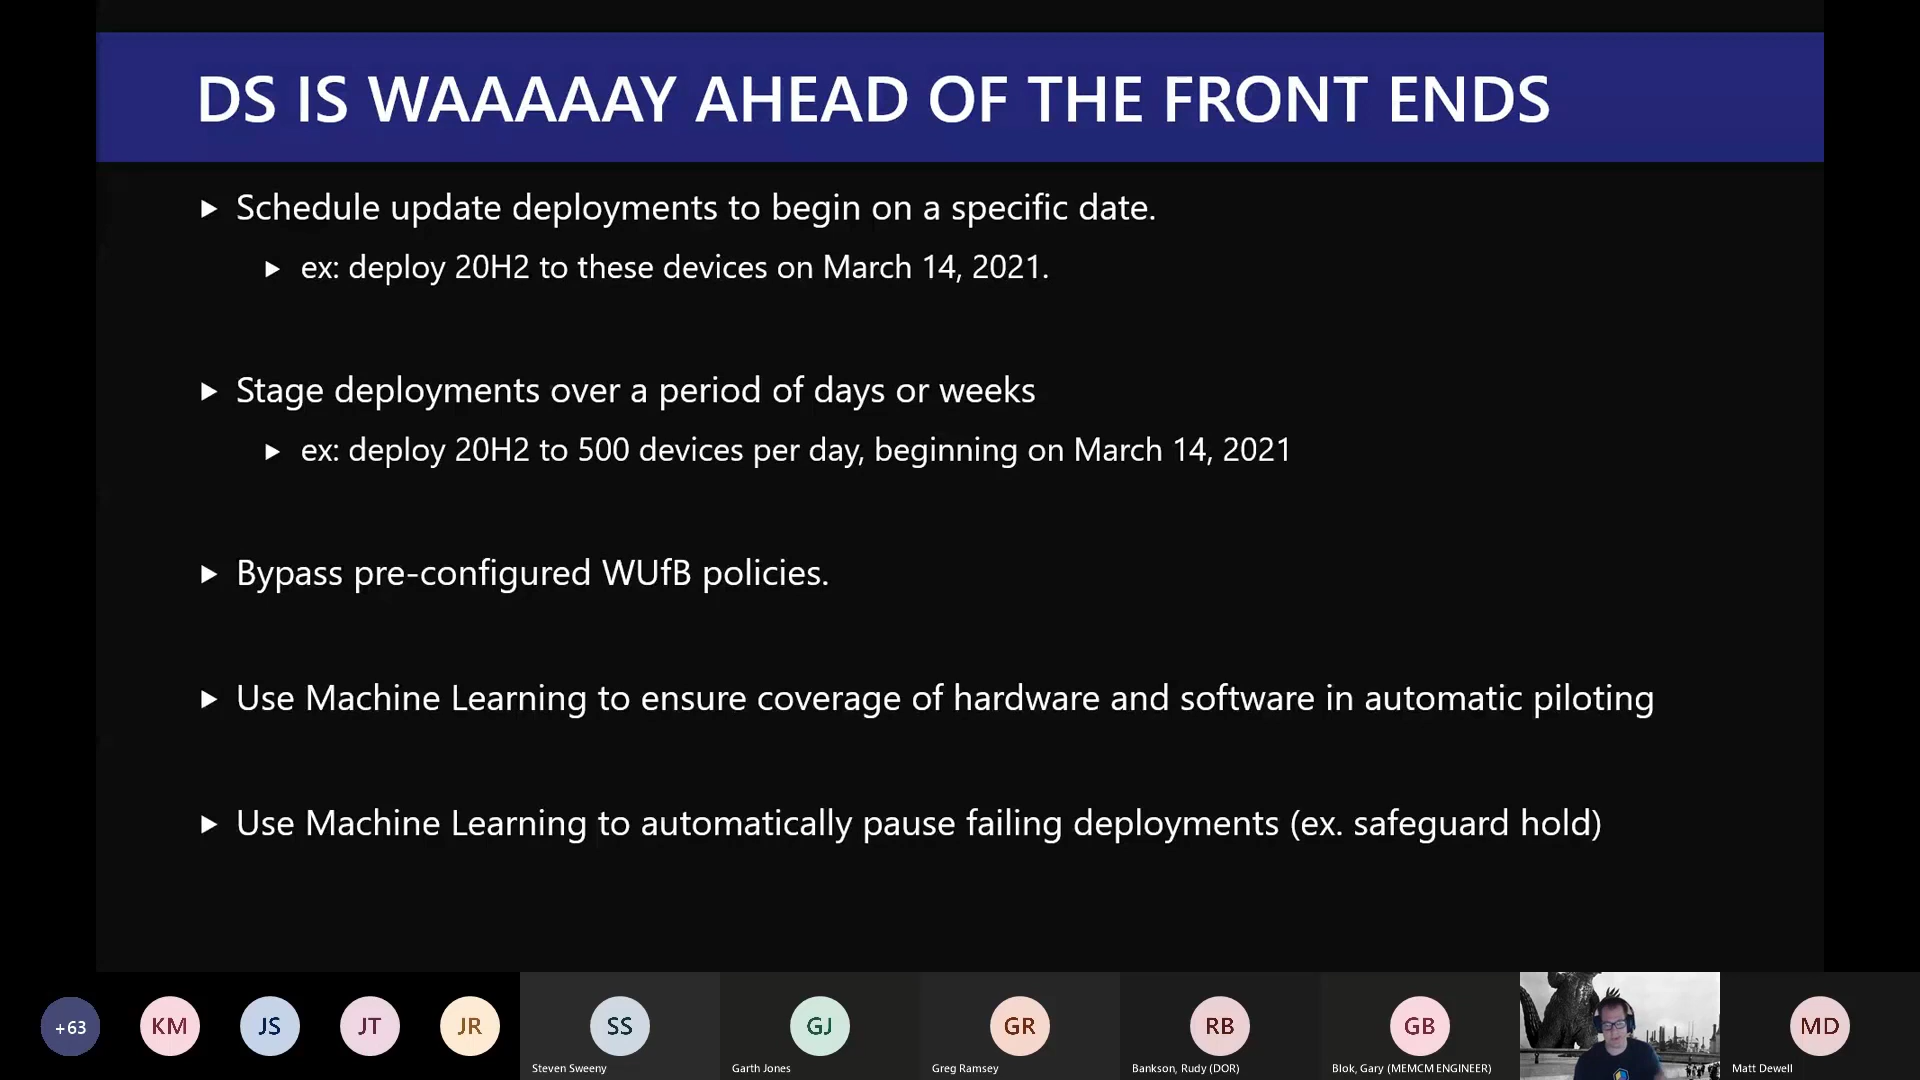 DS IS WAAAAAY AHEAD OF THE FRONT ENDS
Schedule update deployments to begin on a specific date.
ex: deploy 20H2 to these devices on March 14, 2021.
Stage deployments over a period of days or weeks
ex: deploy 20H2 to 500 devices per day, beginning on March 14, 2021
Bypass pre-configured WUfB policies.
Use Machine Learning to ensure coverage of hardware and software in automatic piloting
Use Machine Learning to automatically pause failing deployments (ex. safeguard hold)
+63
KM
JS
JT
JR
SS
GJ
GR
RB
GB
MD
Steven Sweeny
Garth Jones
Greg Ramsey
Bankson, Rudy (DOR)
Blok, Gary (MEMCM ENGINEER)
Matt Dewell